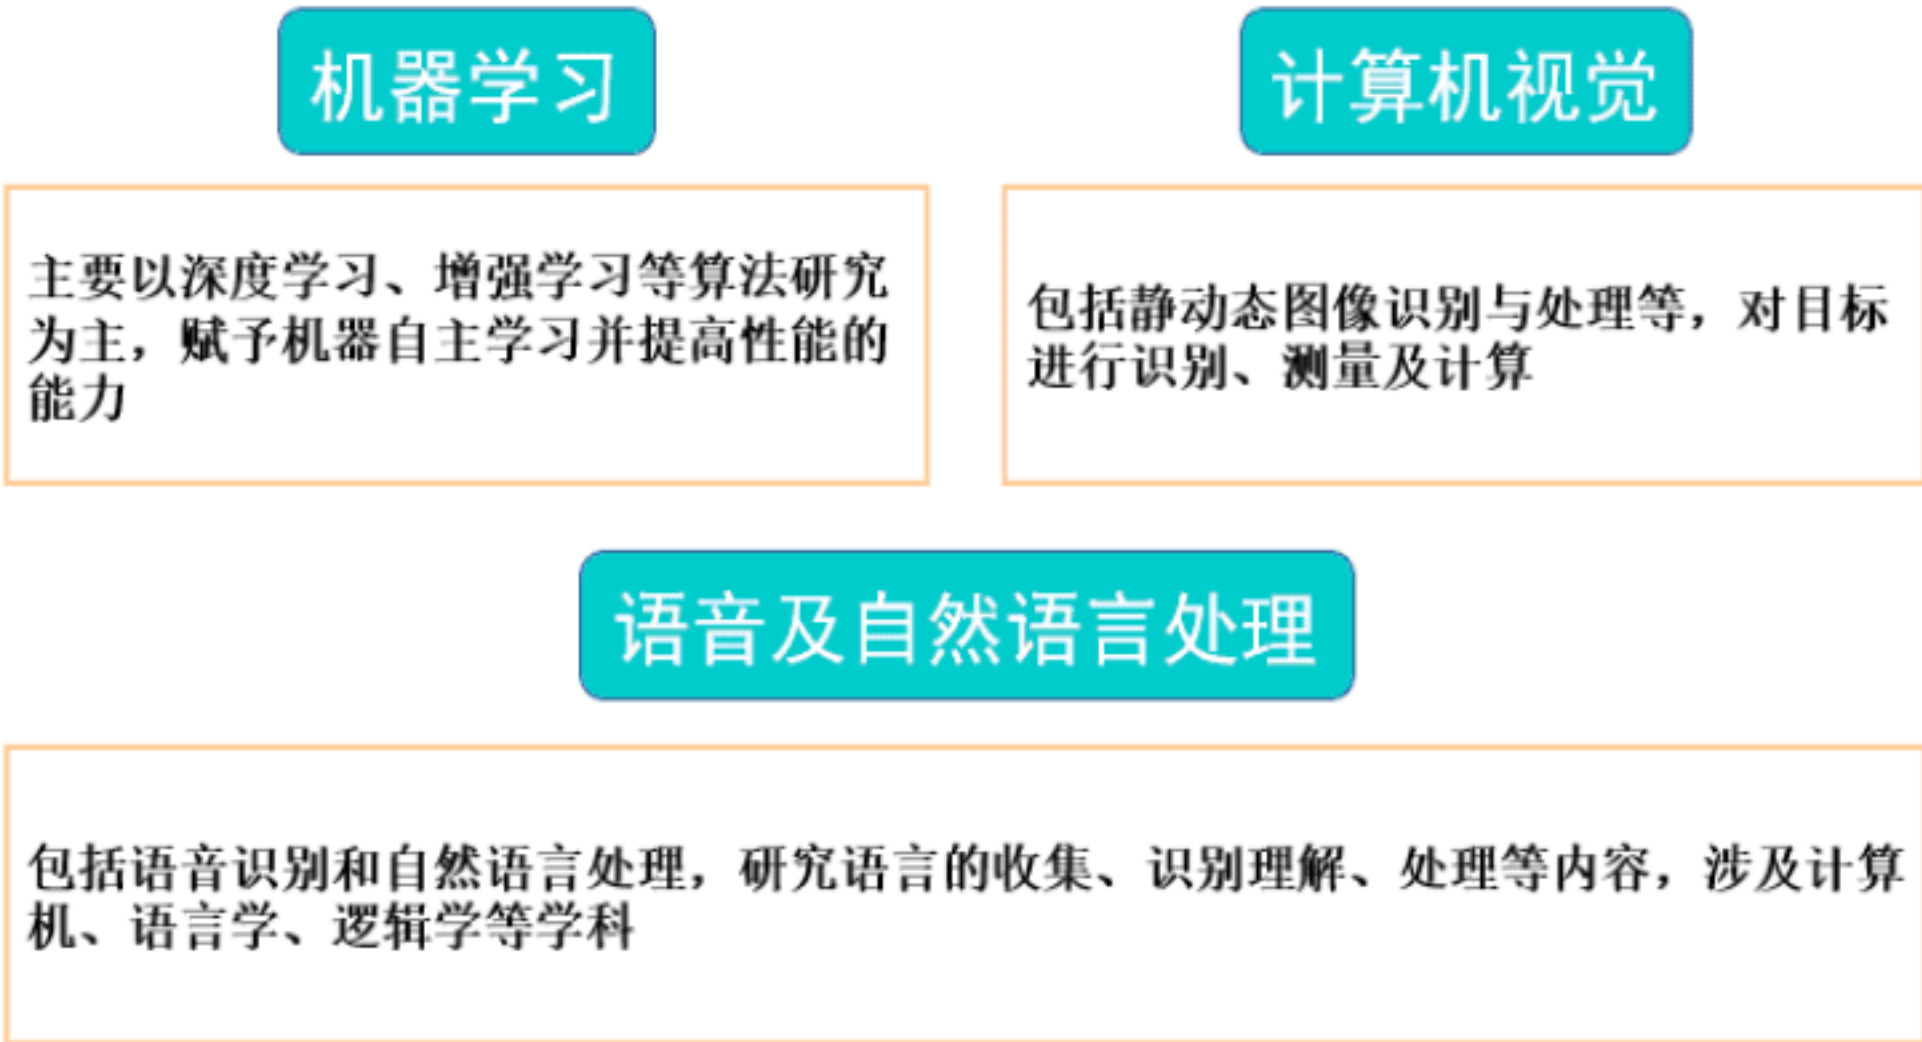 机器学习
计算机视觉
主要以深度学习、增强学习等算法研究
为主，赋予机器自主学习并提高性能的
能力
包括静动态图像识别与处理等，对目标
进行识别、测量及计算
语音及自然语言处理
包括语音识别和自然语言处理，研究语言的收集、识别理解、处理等内容，涉及计算
机、语言学、逻辑学等学科